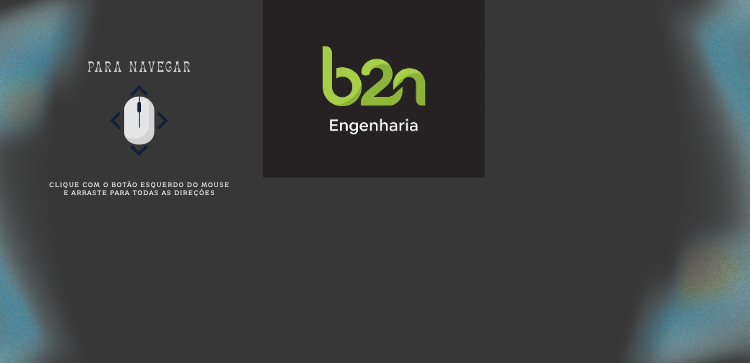 PARA NAVEGAR
CLIQUE COM O BOTÃO ESQUERDO DO MOUSE
E ARRASTE PARA TODAS AS DIREÇÕES
b2n
Engenharia